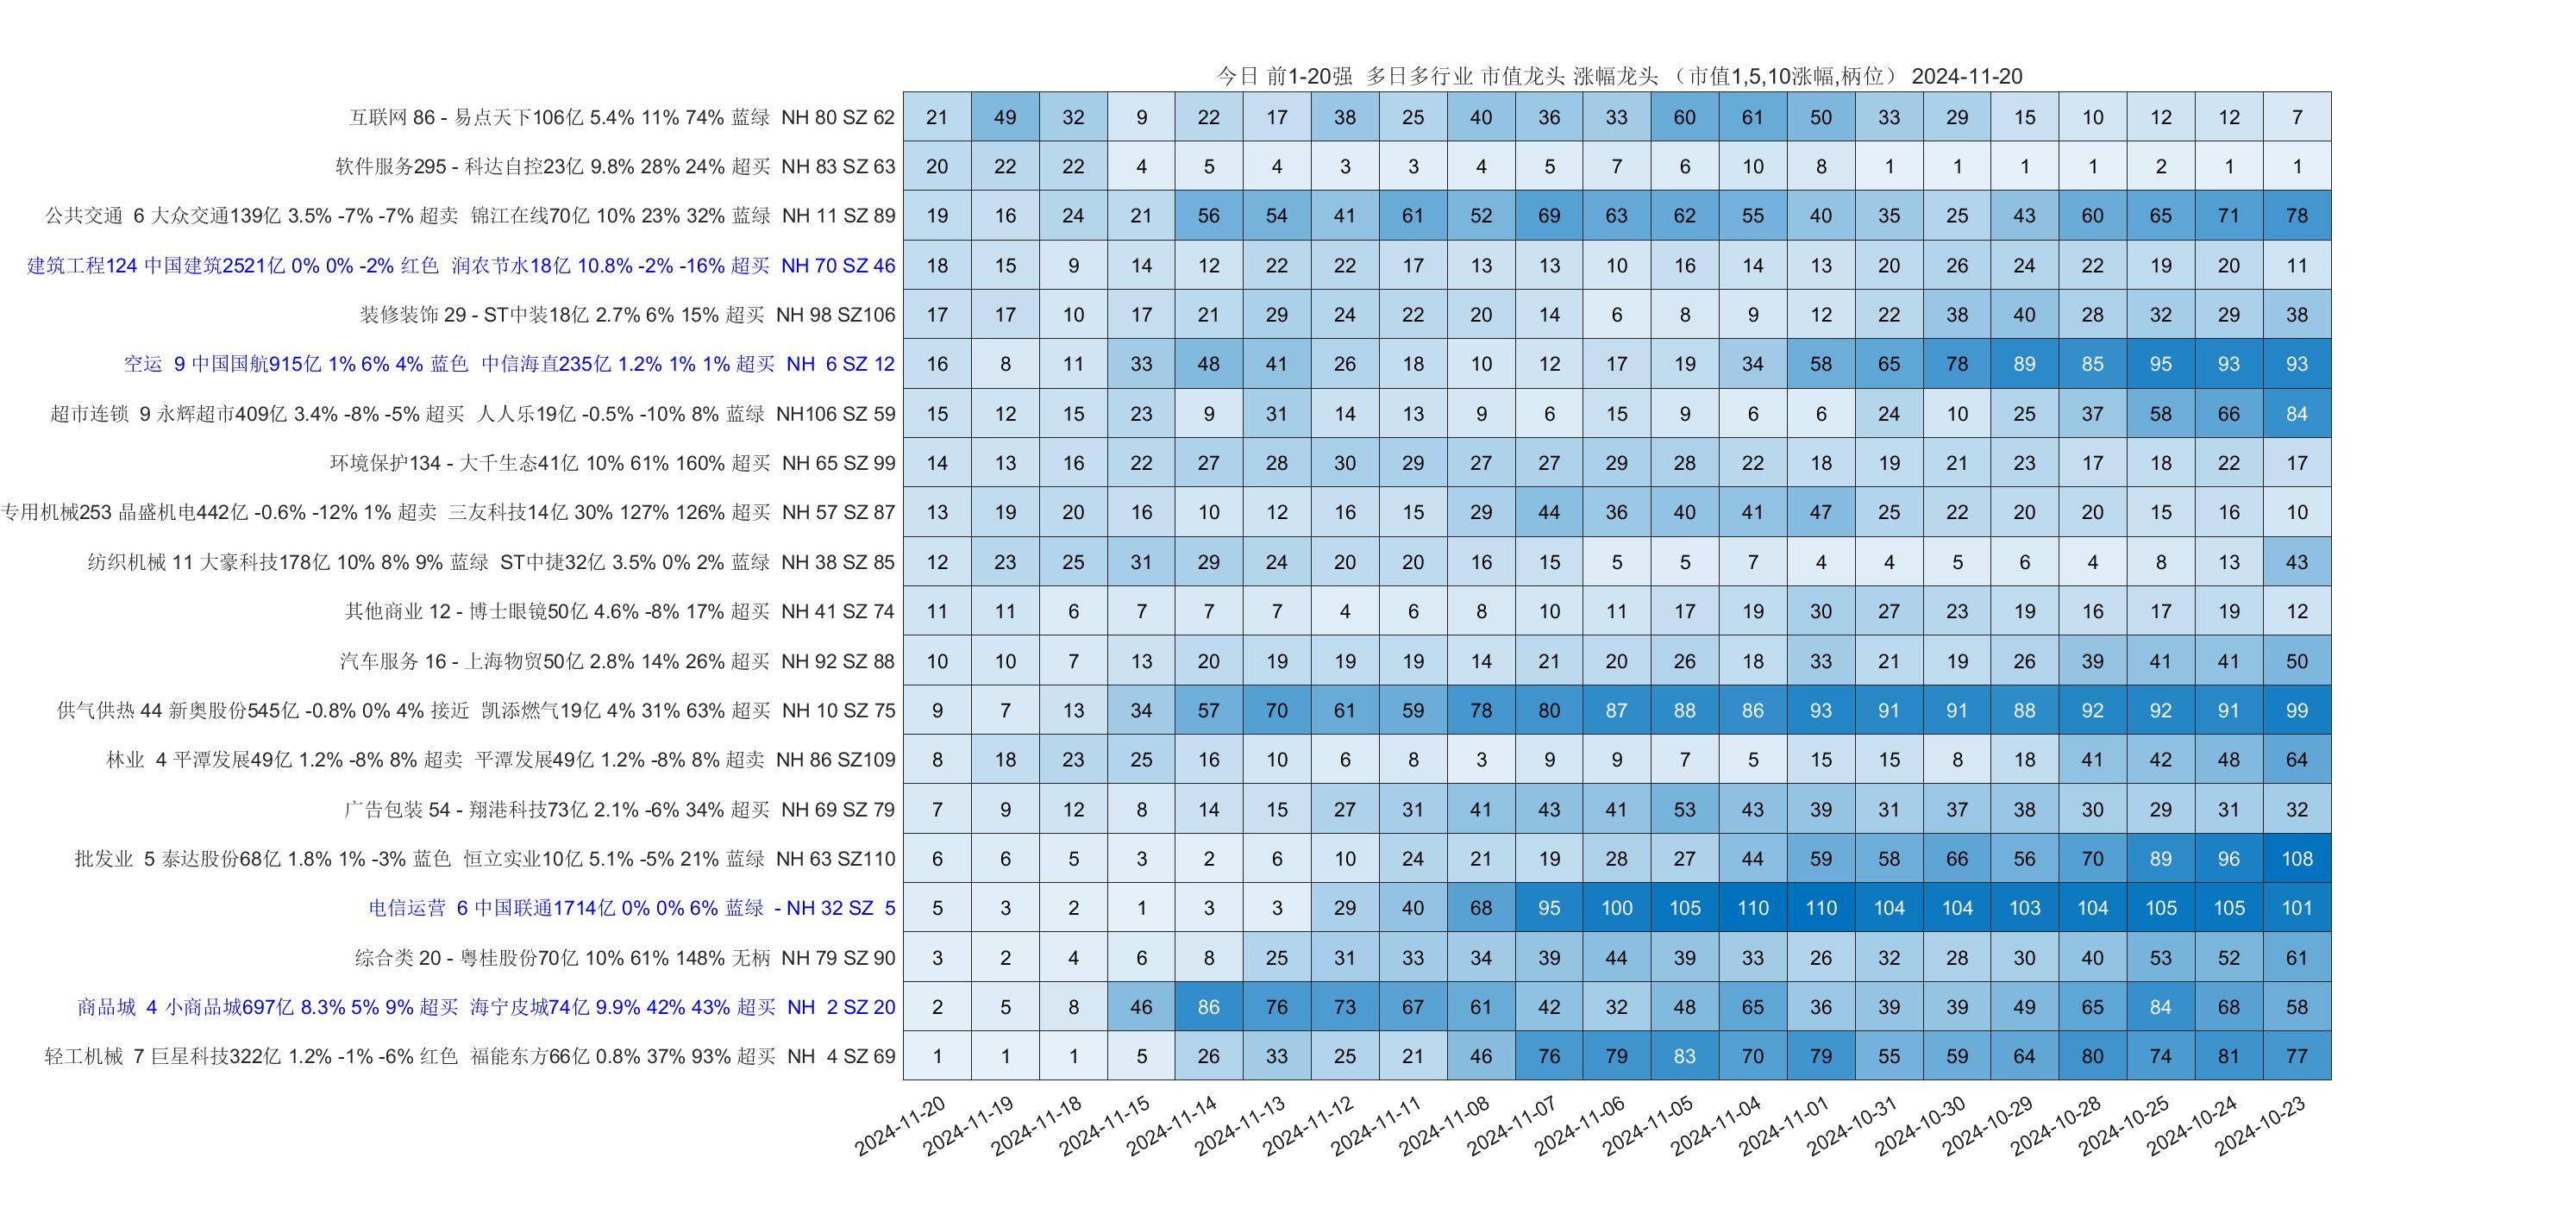 今日 前1-20强 多日多行业 市值龙头 涨幅龙头 （市值1,5,10涨幅,柄位） 2024-11-20
互联网 86 - 易点天下106亿 5.4% 11% 74% 蓝绿 NH 80 SZ 62 21 49 32 9 22 17 38 25 40 36 33 60 61 50 33 29 15 10 12 12 7
软件服务295 - 科达自控23亿 9.8% 28% 24% 超买 NH 83 SZ 63 20 22 22 4 5 4 3 3 4 5 7 6 10 8 1 1 1 1 2 1 1
公共交通 6 大众交通139亿 3.5% -7% -7% 超卖 锦江在线70亿 10% 23% 32% 蓝绿 NH 11 SZ 89 19 16 24 21 56 54 41 61 52 69 63 62 55 40 35 25 43 60 65 71 78
建筑工程124 中国建筑2521亿 0% 0% -2% 红色 润农节水18亿 10.8% -2% -16% 超买 NH 70 SZ 46 18 15 9 14 12 22 22 17 13 13 10 16 14 13 20 26 24 22 19 20 11
装修装饰 29 - ST中装18亿 2.7% 6% 15% 超买 NH 98 SZ106 17 17 10 17 21 29 24 22 20 14 6 8 9 12 22 38 40 28 32 29 38
空运 9 中国国航915亿 1% 6% 4% 蓝色 中信海直235亿 1.2% 1% 1% 超买 NH 6 SZ 12 16 8 11 33 48 41 26 18 10 12 17 19 34 58 65 78 89 85 95 93 93
超市连锁 9 永辉超市409亿 3.4% -8% -5% 超买 人人乐19亿 -0.5% -10% 8% 蓝绿 NH106 SZ 59 15 12 15 23 9 31 14 13 9 6 15 9 6 6 24 10 25 37 58 66 84
环境保护134 - 大千生态41亿 10% 61% 160% 超买 NH 65 SZ 99 14 13 16 22 27 28 30 29 27 27 29 28 22 18 19 21 23 17 18 22 17
专用机械253 晶盛机电442亿 -0.6% -12% 1% 超卖 三友科技14亿 30% 127% 126% 超买 NH 57 SZ 87 13 19 20 16 10 12 16 15 29 44 36 40 41 47 25 22 20 20 15 16 10
纺织机械 11 大豪科技178亿 10% 8% 9% 蓝绿 ST中捷32亿 3.5% 0% 2% 蓝绿 NH 38 SZ 85 12 23 25 31 29 24 20 20 16 15 5 5 7 4 4 5 6 4 8 13 43
其他商业 12 - 博士眼镜50亿 4.6% -8% 17% 超买 NH 41 SZ 74 11 11 6 7 7 7 4 6 8 10 11 17 19 30 27 23 19 16 17 19 12
汽车服务 16 - 上海物贸50亿 2.8% 14% 26% 超买 NH 92 SZ 88 10 10 7 13 20 19 19 19 14 21 20 26 18 33 21 19 26 39 41 41 50
供气供热 44 新奥股份545亿 -0.8% 0% 4% 接近 凯添燃气19亿 4% 31% 63% 超买 NH 10 SZ 75 9 7 13 34 57 70 61 59 78 80 87 88 86 93 91 91 88 92 92 91 99
林业 4 平潭发展49亿 1.2% -8% 8% 超卖 平潭发展49亿 1.2% -8% 8% 超卖 NH 86 SZ109 8 18 23 25 16 10 6 8 3 9 9 7 5 15 15 8 18 41 42 48 64
广告包装 54 - 翔港科技73亿 2.1% -6% 34% 超买 NH 69 SZ 79 7 9 12 8 14 15 27 31 41 43 41 53 43 39 31 37 38 30 29 31 32
批发业 5 泰达股份68亿 1.8% 1% -3% 蓝色 恒立实业10亿 5.1% -5% 21% 蓝绿 NH 63 SZ110 6 6 5 3 2 6 10 24 21 19 28 27 44 59 58 66 56 70 89 96 108
电信运营 6 中国联通1714亿 0% 0% 6% 蓝绿 - NH 32 SZ 5 5 3 2 1 3 3 29 40 68 95 100 105 110 110 104 104 103 104 105 105 101
综合类 20 - 粤桂股份70亿 10% 61% 148% 无柄 NH 79 SZ 90 3 2 4 6 8 25 31 33 34 39 44 39 33 26 32 28 30 40 53 52 61
商品城 4 小商品城697亿 8.3% 5% 9% 超买 海宁皮城74亿 9.9% 42% 43% 超买 NH 2 SZ 20 2 5 8 46 86 76 73 67 61 42 32 48 65 36 39 39 49 65 84 68 58
轻工机械 7 巨星科技322亿 1.2% -1% -6% 红色 福能东方66亿 0.8% 37% 93% 超买 NH 4 SZ 69 1 1 1 5 26 33 25 21 46 76 79 83 70 79 55 59 64 80 74 81 77
2024-11-20 2024-11-19 2024-11-18 2024-11-15 2024-11-14 2024-11-13 2024-11-12 2024-11-11 2024-11-08 2024-11-07 2024-11-06 2024-11-05 2024-11-04 2024-11-01 2024-10-31 2024-10-30 2024-10-29 2024-10-28 2024-10-25 2024-10-24 2024-10-23